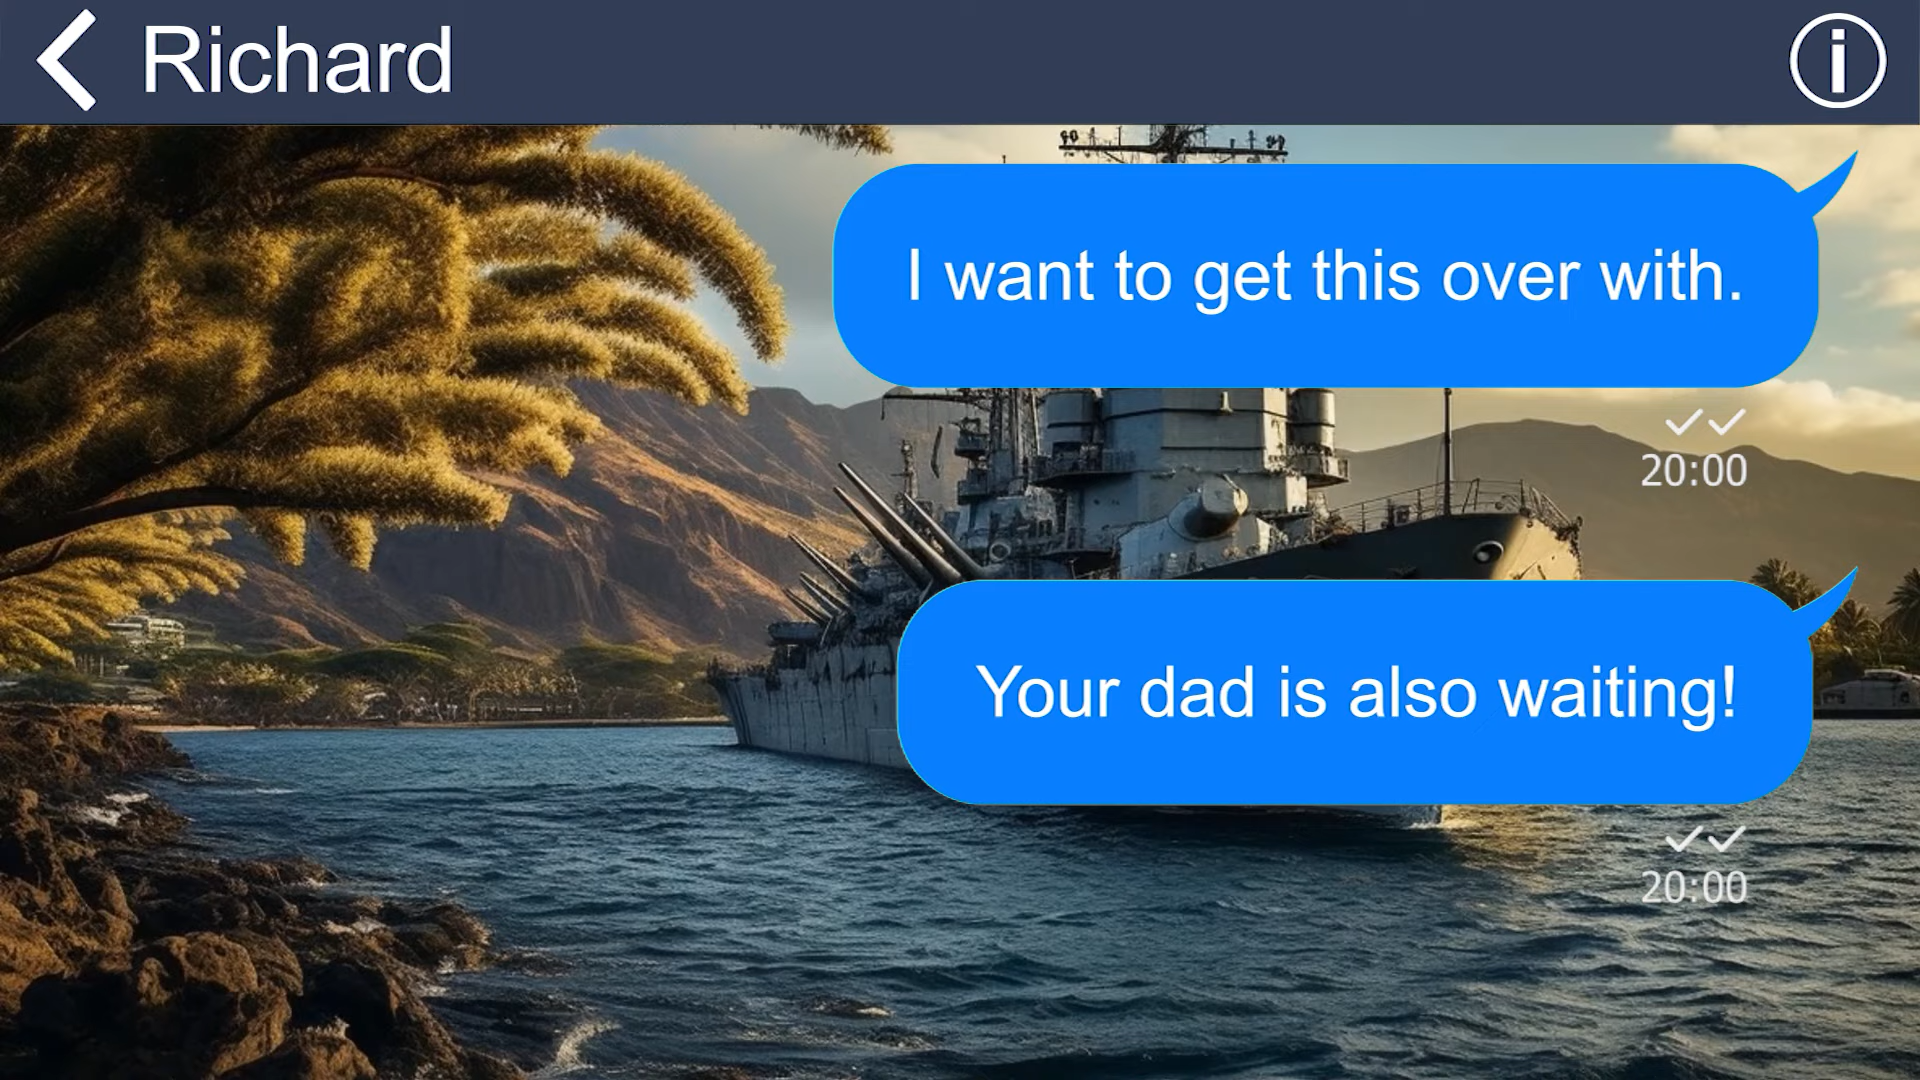 Richard
I want to get this over with.
20:00
Your dad is also waiting!
20:00